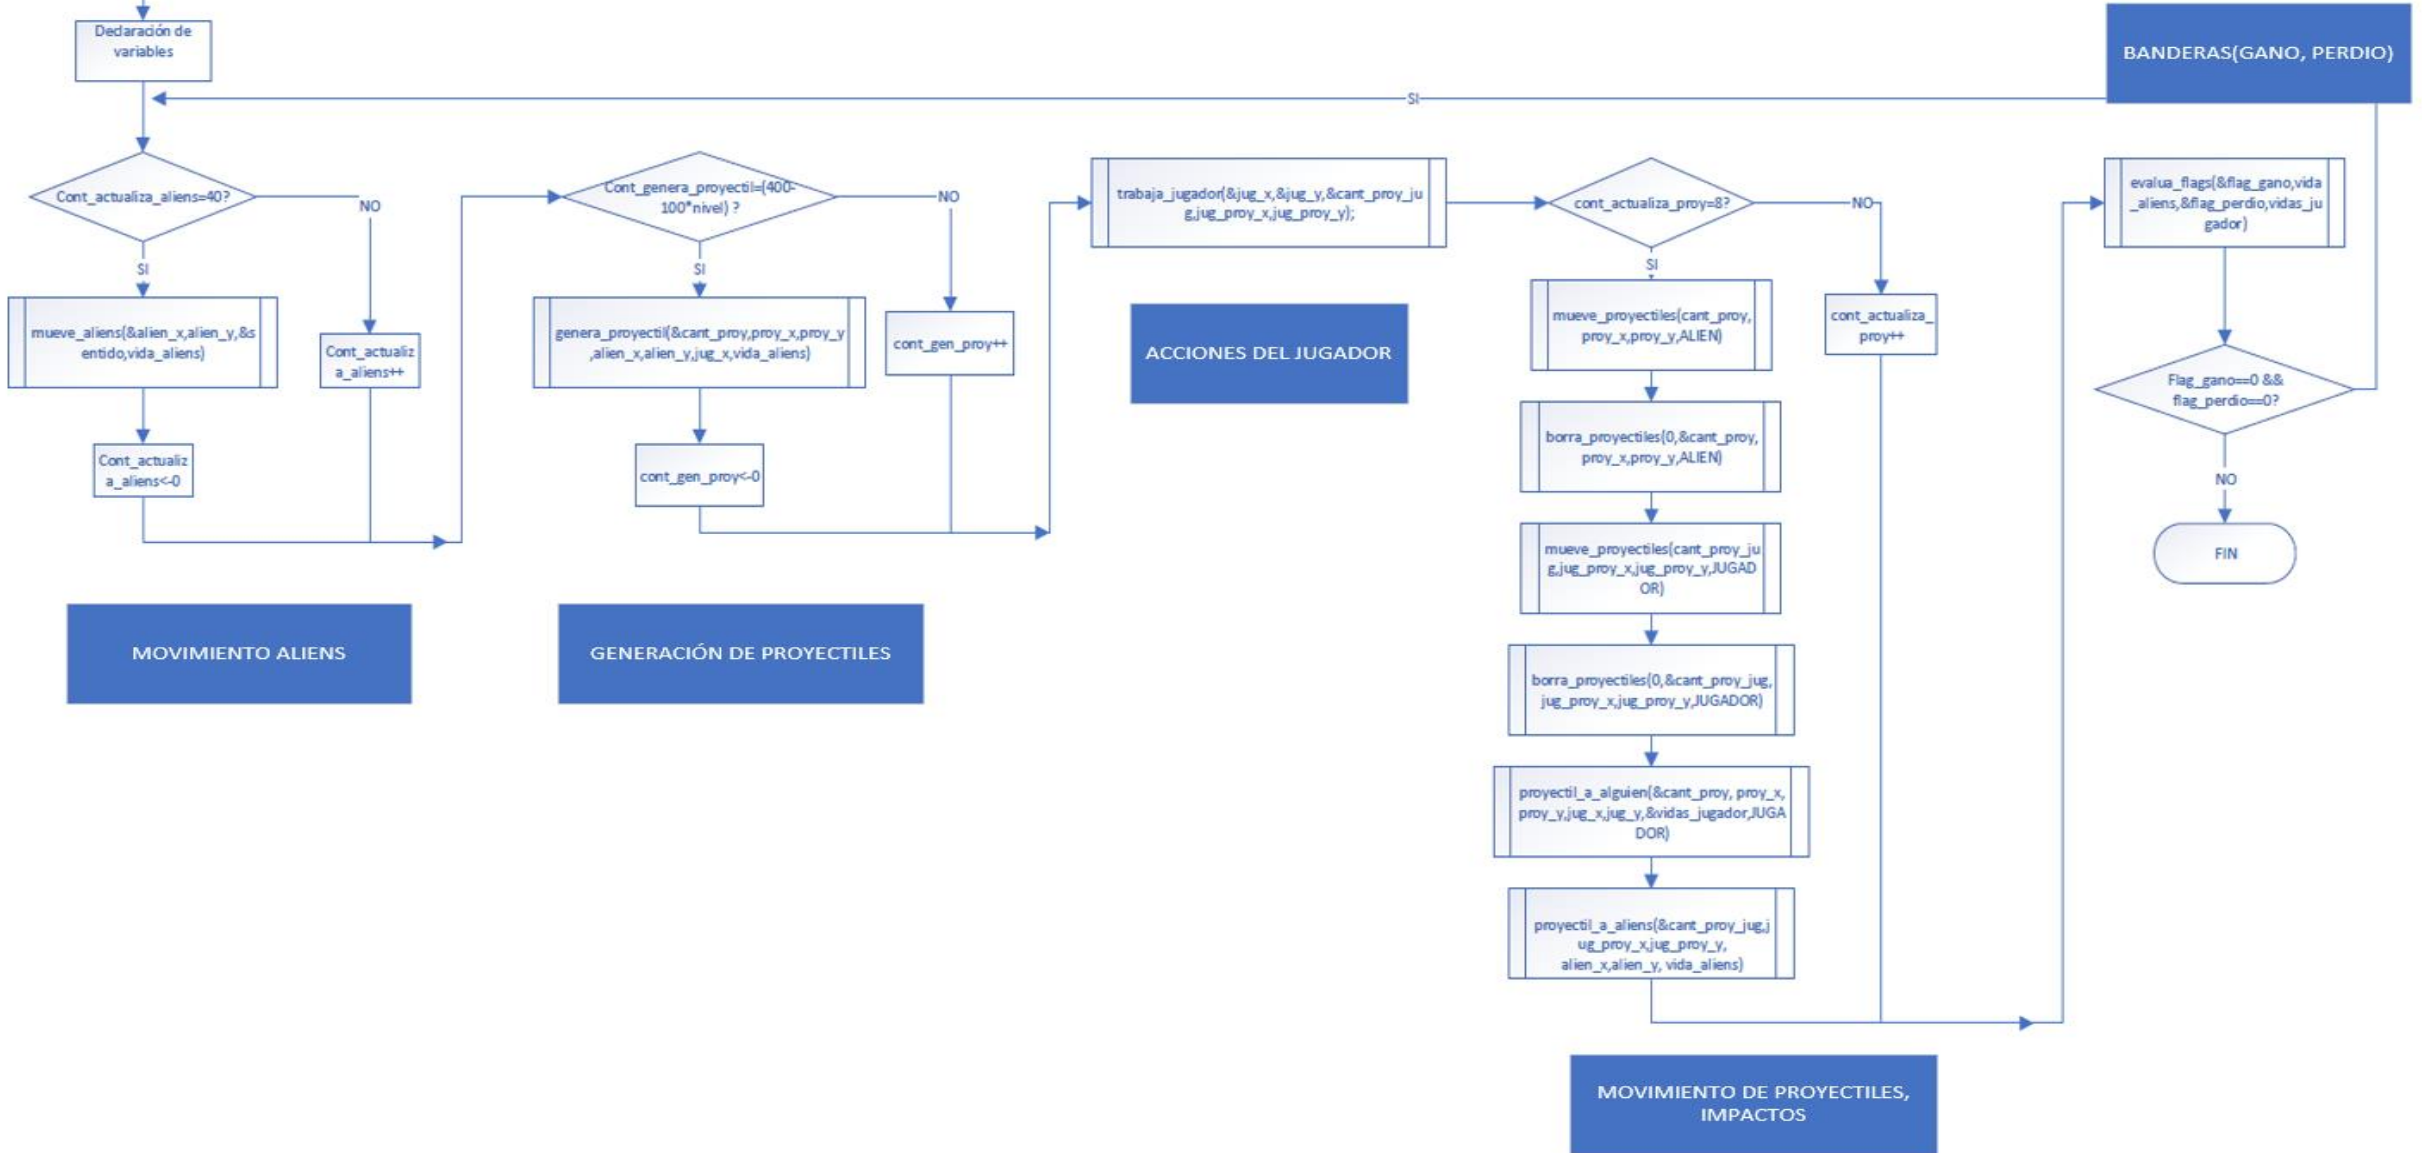 Declaración de
variables
SI
Cont_actualiza_aliens=40?
NO
SI
mueve_aliens(&alien_x,alien_y,&s
entido,vida_aliens)
Cont_actualiz
a_aliens++
Cont_actualiz
a_aliens<-0
MOVIMIENTO ALIENS
Cont_genera_proyectil=(400-
100*nivel) ?
NO
SI
genera_proyectil(&cant_proy,proy_x,proy_y
,alien_x,alien_y,jug_x,vida_aliens)
cont_gen_proy++
cont_gen_proy<-0
GENERACIÓN DE PROYECTILES
trabaja_jugador(&jug_x,&jug_y,&cant_proy_ju
g,jug_proy_x,jug_proy_y);
ACCIONES DEL JUGADOR
cont_actualiza_proy=8?
NO
SI
mueve_proyectiles(cant_proy,
proy_x,proy_y,ALIEN)
cont_actualiza_
proy++
borra_proyectiles(0,&cant_proy,
proy_x,proy_y,ALIEN)
mueve_proyectiles(cant_proy_ju
g,jug_proy_x,jug_proy_y,JUGAD
OR)
borra_proyectiles(0,&cant_proy_jug,
jug_proy_x,jug_proy_y,JUGADOR)
proyectil_a_alguien(&cant_proy, proy_x,
proy_y,jug_x,jug_y,&vidas_jugador,JUGA
DOR)
proyectil_a_aliens(&cant_proy_jug,j
ug_proy_x,jug_proy_y,
alien_x,alien_y, vida_aliens)
MOVIMIENTO DE PROYECTILES,
IMPACTOS
BANDERAS(GANO, PERDIO)
evalua_flags(&flag_gano,vida
_aliens,&flag_perdio,vidas_ju
gador)
Flag_gano==0 &&
flag_perdio==0?
NO
FIN